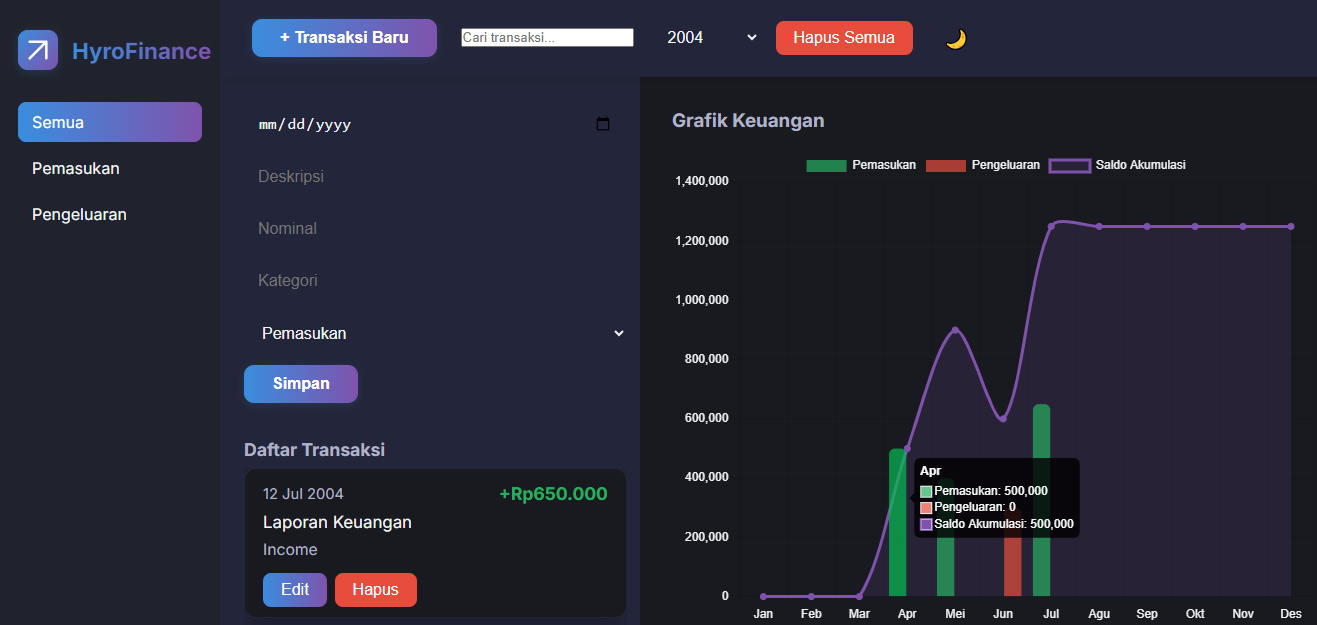 HyroFinance
+ Transaksi Baru
Cari transaksi...
2004
Hapus Semua
Semua
Pemasukan
Pengeluaran
mm/dd/yyyy
Deskripsi
Nominal
Kategori
Pemasukan
Simpan
Daftar Transaksi
12 Jul 2004
+Rp650.000
Laporan Keuangan
Income
Edit
Hapus
Grafik Keuangan
Pemasukan
Pengeluaran
Saldo Akumulasi
1,400,000
1,200,000
1,000,000
800,000
600,000
400,000
200,000
0
Apr
Pemasukan: 500,000
Pengeluaran: 0
Saldo Akumulasi: 500,000
Jan Feb Mar Apr Mei Jun Jul Agu Sep Okt Nov Des